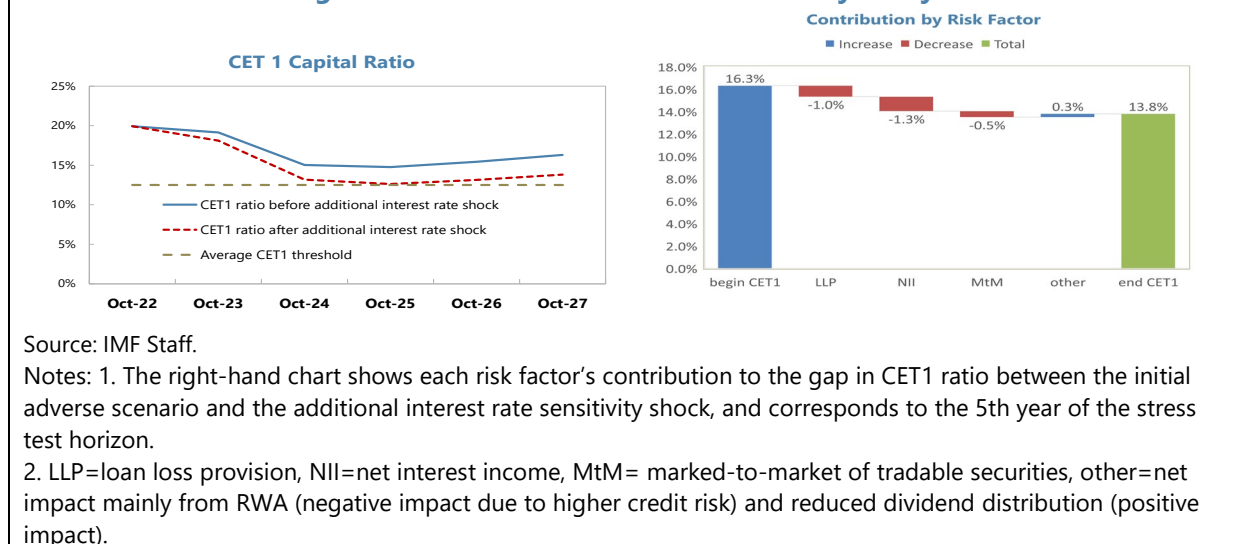 Contribution by Risk Factor
Increase Decrease Total
CET 1 Capital Ratio
25%
20%
15%
10%
5%
0%
CET1 ratio before additional interest rate shock
CET1 ratio after additional interest rate shock
Average CET1 threshold
Oct-22 Oct-23 Oct-24 Oct-25 Oct-26 Oct-27
18.0%
16.0%
14.0%
12.0%
10.0%
8.0%
6.0%
4.0%
2.0%
0.0%
16.3%
-1.0%
-1.3%
-0.5%
0.3%
13.8%
begin CET1 LLP NII MtM other end CET1
Source: IMF Staff.
Notes: 1. The right-hand chart shows each risk factor’s contribution to the gap in CET1 ratio between the initial
adverse scenario and the additional interest rate sensitivity shock, and corresponds to the 5th year of the stress
test horizon.
2. LLP=loan loss provision, NII=net interest income, MtM= marked-to-market of tradable securities, other=net
impact mainly from RWA (negative impact due to higher credit risk) and reduced dividend distribution (positive
impact).